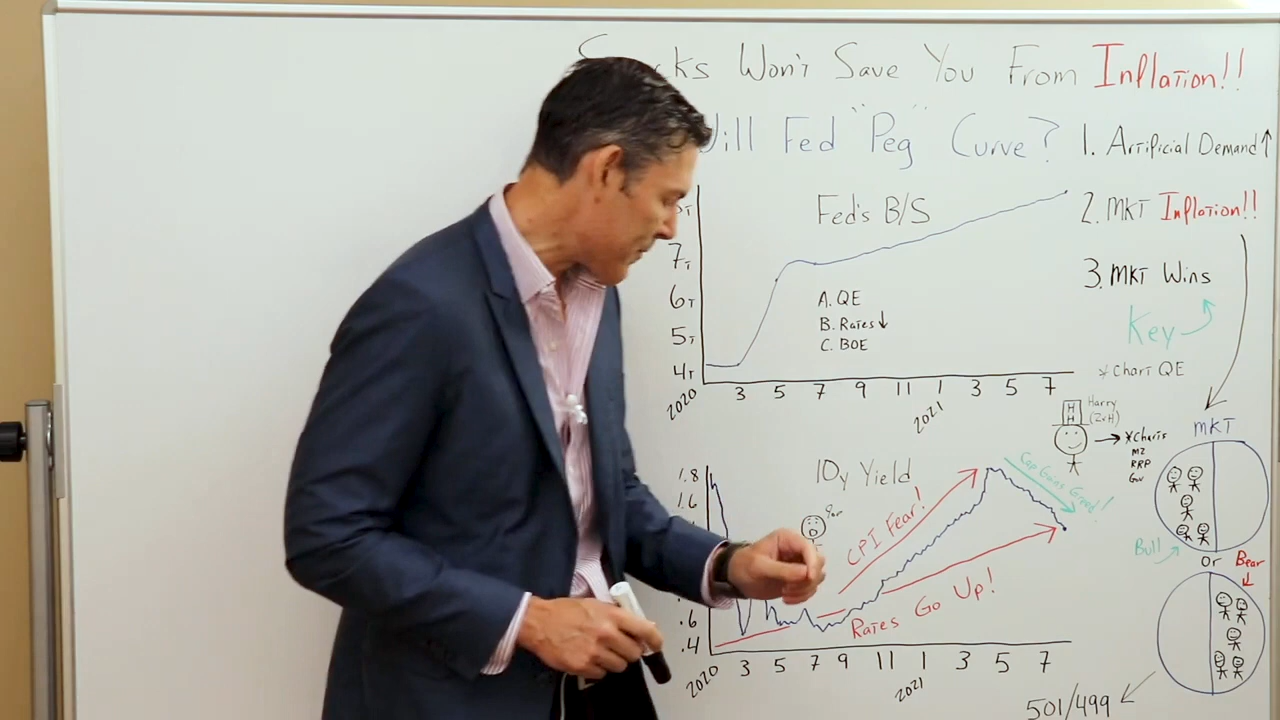 Won't Save You From Inflation!!
Fed "Peg" Curve?
1. Artificial Demand ↑
Fed's B/S
2. MKT Inflation!!
7T
3. MKT Wins
6T
A. QE
B. Rates ↓
C. BOE
Key
5T
4T
*Chart QE
2020 3 5 7 9 11 1 3 5 7
2021
H
H
Harry
(ZvH)
→ *Charts
M2
RRP
Gov
MKT
10y Yield
1.8
1.6
Cap Gains Greed!
CPI Fear!
Bull
Or
Bear
Rates Go Up!
.6
.4
2020 3 5 7 9 11 1 3 5 7
2021
501/499